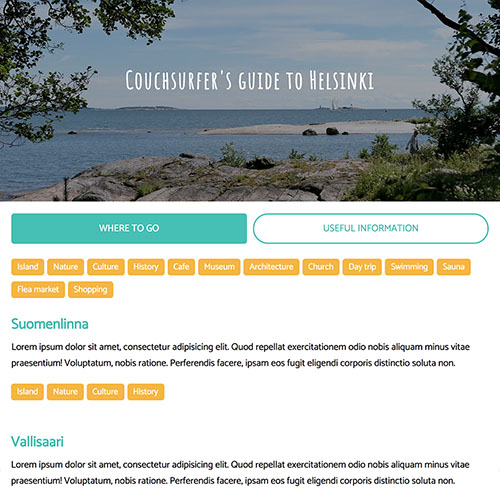 Couchsurfer's guide to Helsinki
WHERE TO GO
USEFUL INFORMATION
Island Nature Culture History Cafe Museum Architecture Church Day trip Swimming Sauna
Flea market Shopping
Suomenlinna
Lorem ipsum dolor sit amet, consectetur adipisicing elit. Quod repellat exercitationem odio nobis aliquam minus vitae
praesentium! Voluptatum, nobis ratione. Perferendis facere, ipsam eos fugit eligendi corporis distinctio soluta non.
Island Nature Culture History
Vallisaari
Lorem ipsum dolor sit amet, consectetur adipisicing elit. Quod repellat exercitationem odio nobis aliquam minus vitae
praesentium! Voluptatum, nobis ratione. Perferendis facere, ipsam eos fugit eligendi corporis distinctio soluta non.